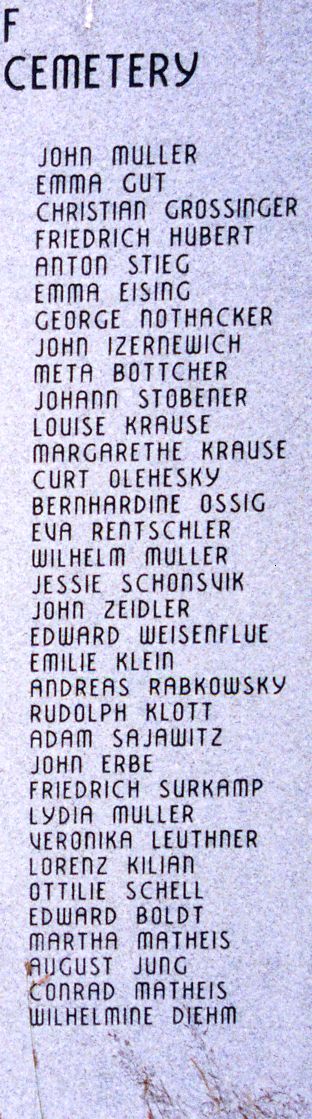 F
CEMETERY
JOHN MULLER
EMMA GUT
CHRISTIAN GROSSINGER
FRIEDRICH HUBERT
ANTON STIEG
EMMA EISING
GEORGE NOTHACKER
JOHN IZERNEWICH
META BOTTCHER
JOHANN STOBENER
LOUISE KRAUSE
MARGARETHE KRAUSE
CURT OLEHESKY
BERNHARDINE OSSIG
EVA RENTSCHLER
WILHELM MULLER
JESSIE SCHONSVIK
JOHN ZEIDLER
EDWARD WEISENFLUE
EMILIE KLEIN
ANDREAS RABKOWSKY
RUDOLPH KLOTT
ADAM SAJAWITZ
JOHN ERBE
FRIEDRICH SURKAMP
LYDIA MULLER
VERONIKA LEUTHNER
LORENZ KILIAN
OTTILIE SCHELL
EDWARD BOLDT
MARTHA MATHEIS
AUGUST JUNG
CONRAD MATHEIS
WILHELMINE DIEHM